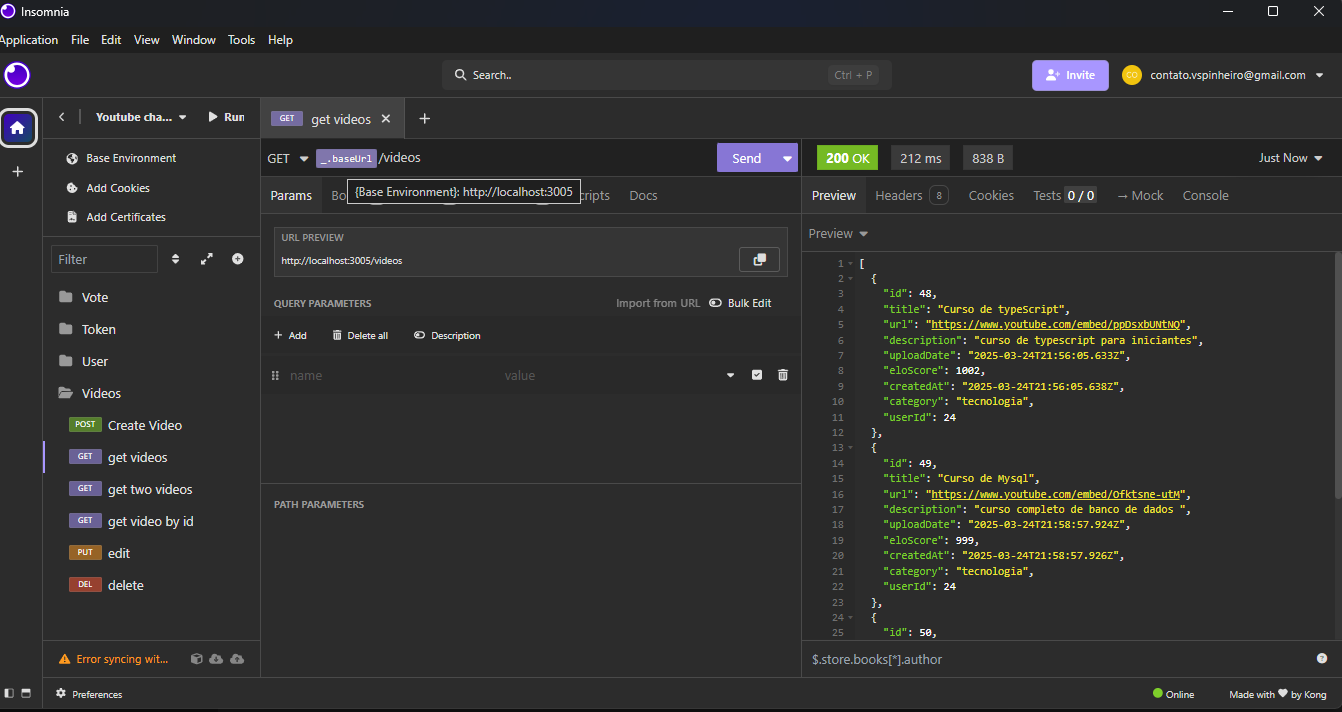 Insomnia
Application File Edit View Window Tools Help
Search.. Ctrl + P
Invite
CO
contato.vspinheiro@gmail.com
Youtube cha...
Run
GET get videos
Base Environment
Add Cookies
Add Certificates
Filter
Vote
Token
User
Videos
POST Create Video
GET get videos
GET get two videos
GET get video by id
PUT edit
DEL delete
Error syncing wit...
GET _.baseUrl /videos
Send
{Base Environment}: http://localhost:3005
Params Bo cripts Docs
URL PREVIEW
http://localhost:3005/videos
QUERY PARAMETERS
Import from URL Bulk Edit
Add Delete all Description
name value
PATH PARAMETERS
200 OK 212 ms 838 B Just Now
Preview Headers 8 Cookies Tests 0 / 0 → Mock Console
Preview
1 [
2 {
3 "id": 48,
4 "title": "Curso de typeScript",
5 "url": "https://www.youtube.com/embed/ppDsxbUNtNQ",
6 "description": "curso de typescript para iniciantes",
7 "uploadDate": "2025-03-24T21:56:05.633Z",
8 "eloScore": 1002,
9 "createdAt": "2025-03-24T21:56:05.638Z",
10 "category": "tecnologia",
11 "userId": 24
12 },
13 {
14 "id": 49,
15 "title": "Curso de Mysql",
16 "url": "https://www.youtube.com/embed/Ofktsne-utM",
17 "description": "curso completo de banco de dados ",
18 "uploadDate": "2025-03-24T21:58:57.924Z",
19 "eloScore": 999,
20 "createdAt": "2025-03-24T21:58:57.926Z",
21 "category": "tecnologia",
22 "userId": 24
23 },
24 {
25 "id": 50,
$.store.books[*].author
Preferences
Online
Made with ❤ by Kong